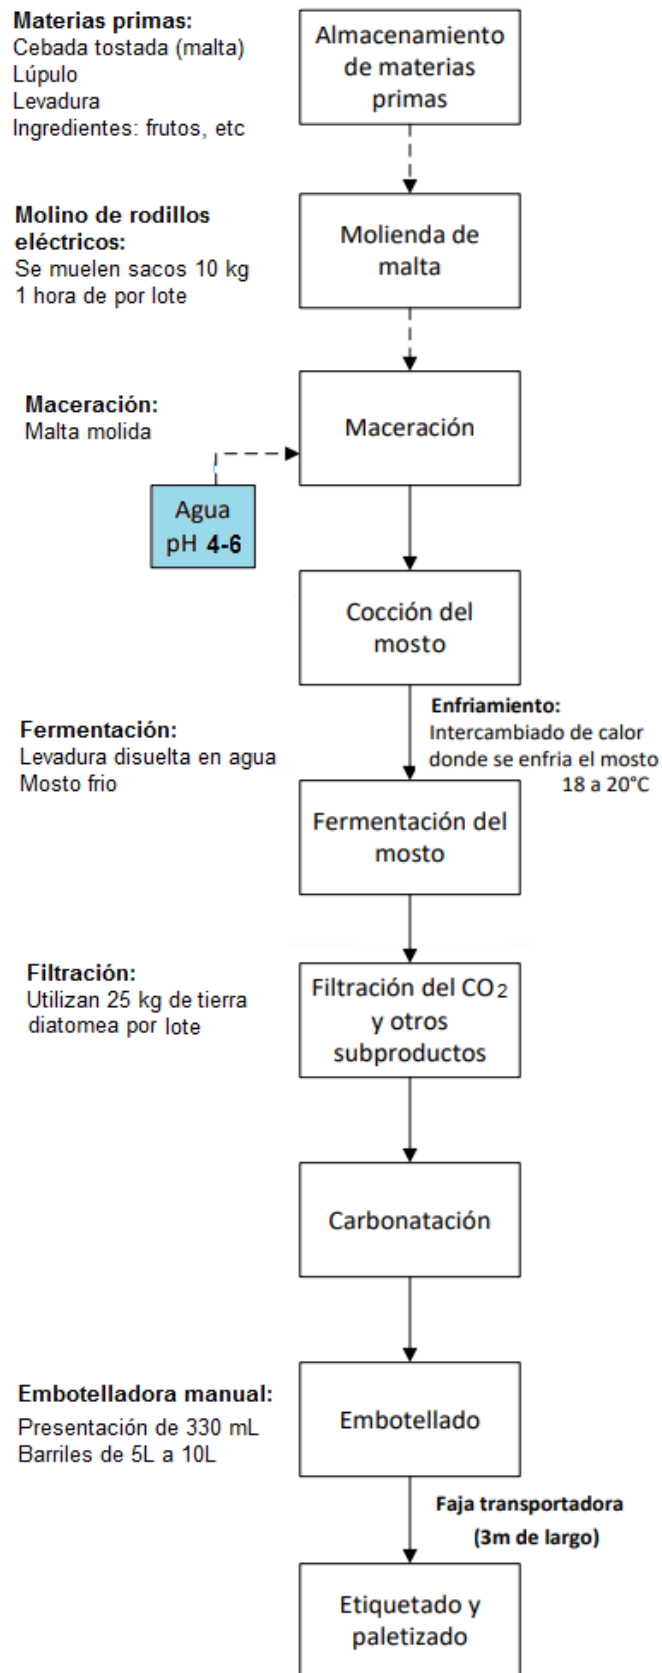 Materias primas:
Cebada tostada (malta)
Lúpulo
Levadura
Ingredientes: frutos, etc
Almacenamiento
de materias
primas
Molino de rodillos
eléctricos:
Se muelen sacos 10 kg
1 hora de por lote
Molienda de
malta
Maceración:
Malta molida
Maceración
Agua
pH 4-6
Cocción del
mosto
Enfriamiento:
Intercambiado de calor
donde se enfria el mosto
18 a 20°C
Fermentación:
Levadura disuelta en agua
Mosto frio
Fermentación del
mosto
Filtración:
Utilizan 25 kg de tierra
diatomea por lote
Filtración del CO2
y otros
subproductos
Carbonatación
Embotelladora manual:
Presentación de 330 mL
Barriles de 5L a 10L
Embotellado
Faja transportadora
(3m de largo)
Etiquetado y
paletizado